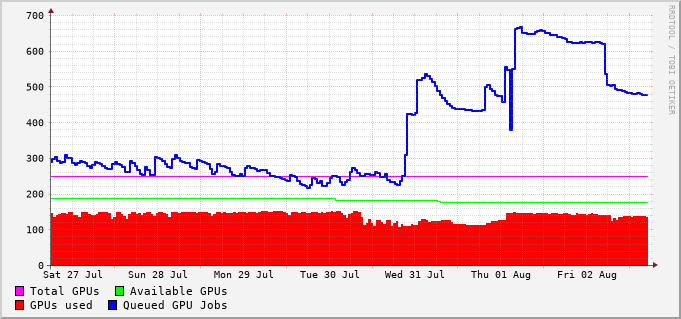 700
600
500
400
300
200
100
0
Sat 27 Jul Sun 28 Jul Mon 29 Jul Tue 30 Jul Wed 31 Jul Thu 01 Aug Fri 02 Aug
Total GPUs Available GPUs
GPUs used Queued GPU Jobs
RRDTOOL / TOBI OETIKER